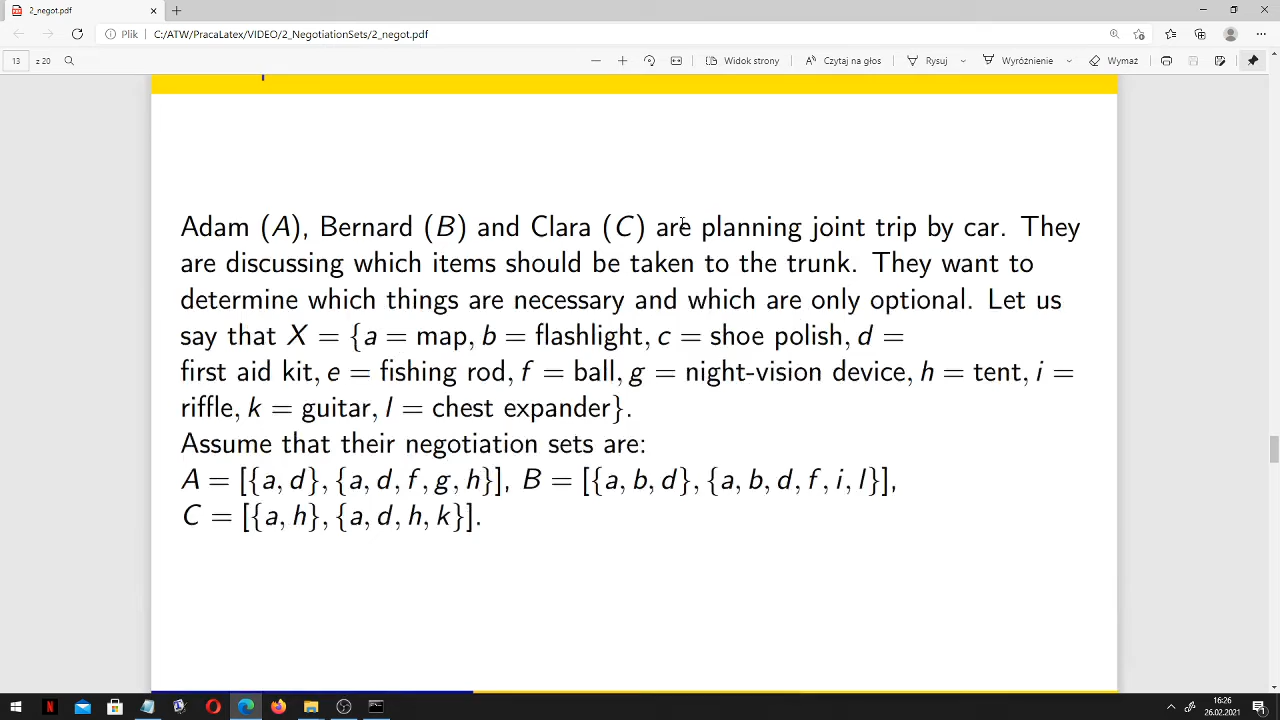 2_negot.pdf
Plik C:/ATW/PracaLatex/VIDEO/2_NegotiationSets/2_negot.pdf
13 z 20 Widok strony Czytaj na głos Rysuj Wyróżnienie Wymaż
Adam (A), Bernard (B) and Clara (C) are planning joint trip by car. They
are discussing which items should be taken to the trunk. They want to
determine which things are necessary and which are only optional. Let us
say that X = {a = map, b = flashlight, c = shoe polish, d =
first aid kit, e = fishing rod, f = ball, g = night-vision device, h = tent, i =
riffle, k = guitar, l = chest expander}.
Assume that their negotiation sets are:
A = [{a, d}, {a, d, f, g, h}], B = [{a, b, d}, {a, b, d, f, i, l}],
C = [{a, h}, {a, d, h, k}].
16:26
26.02.2021